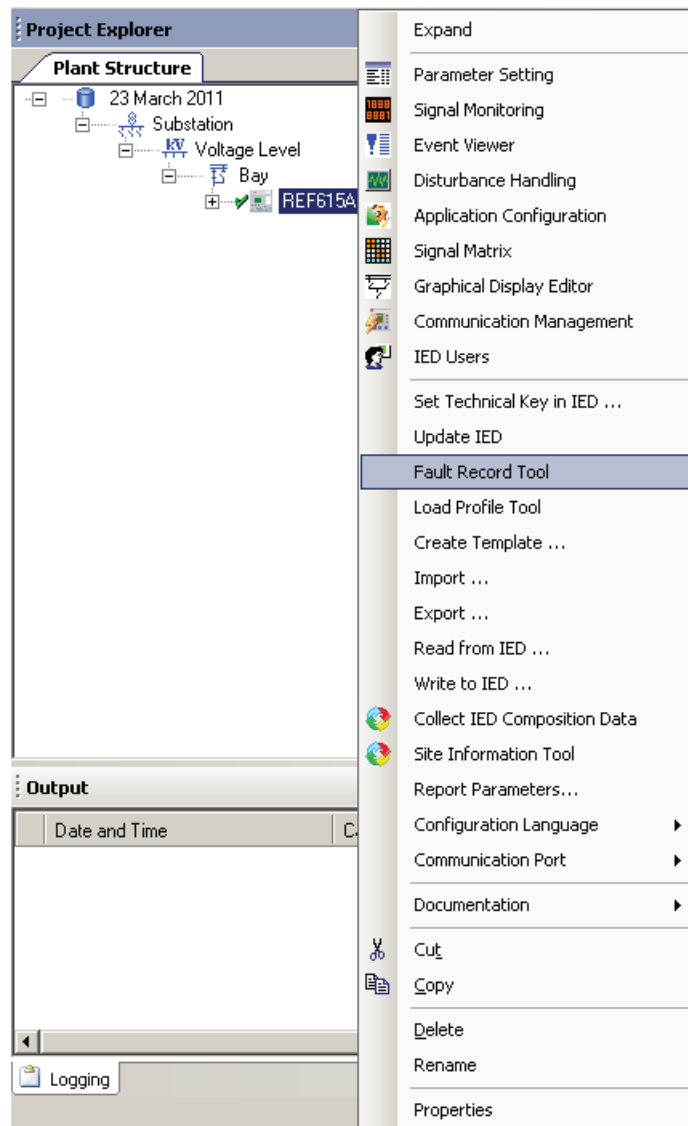 Project Explorer
Plant Structure
23 March 2011
Substation
Voltage Level
Bay
REF615A
Output
Date and Time
Logging
Expand
Parameter Setting
Signal Monitoring
Event Viewer
Disturbance Handling
Application Configuration
Signal Matrix
Graphical Display Editor
Communication Management
IED Users
Set Technical Key in IED ...
Update IED
Fault Record Tool
Load Profile Tool
Create Template ...
Import ...
Export ...
Read from IED ...
Write to IED ...
Collect IED Composition Data
Site Information Tool
Report Parameters...
Configuration Language
Communication Port
Documentation
Cut
Copy
Delete
Rename
Properties